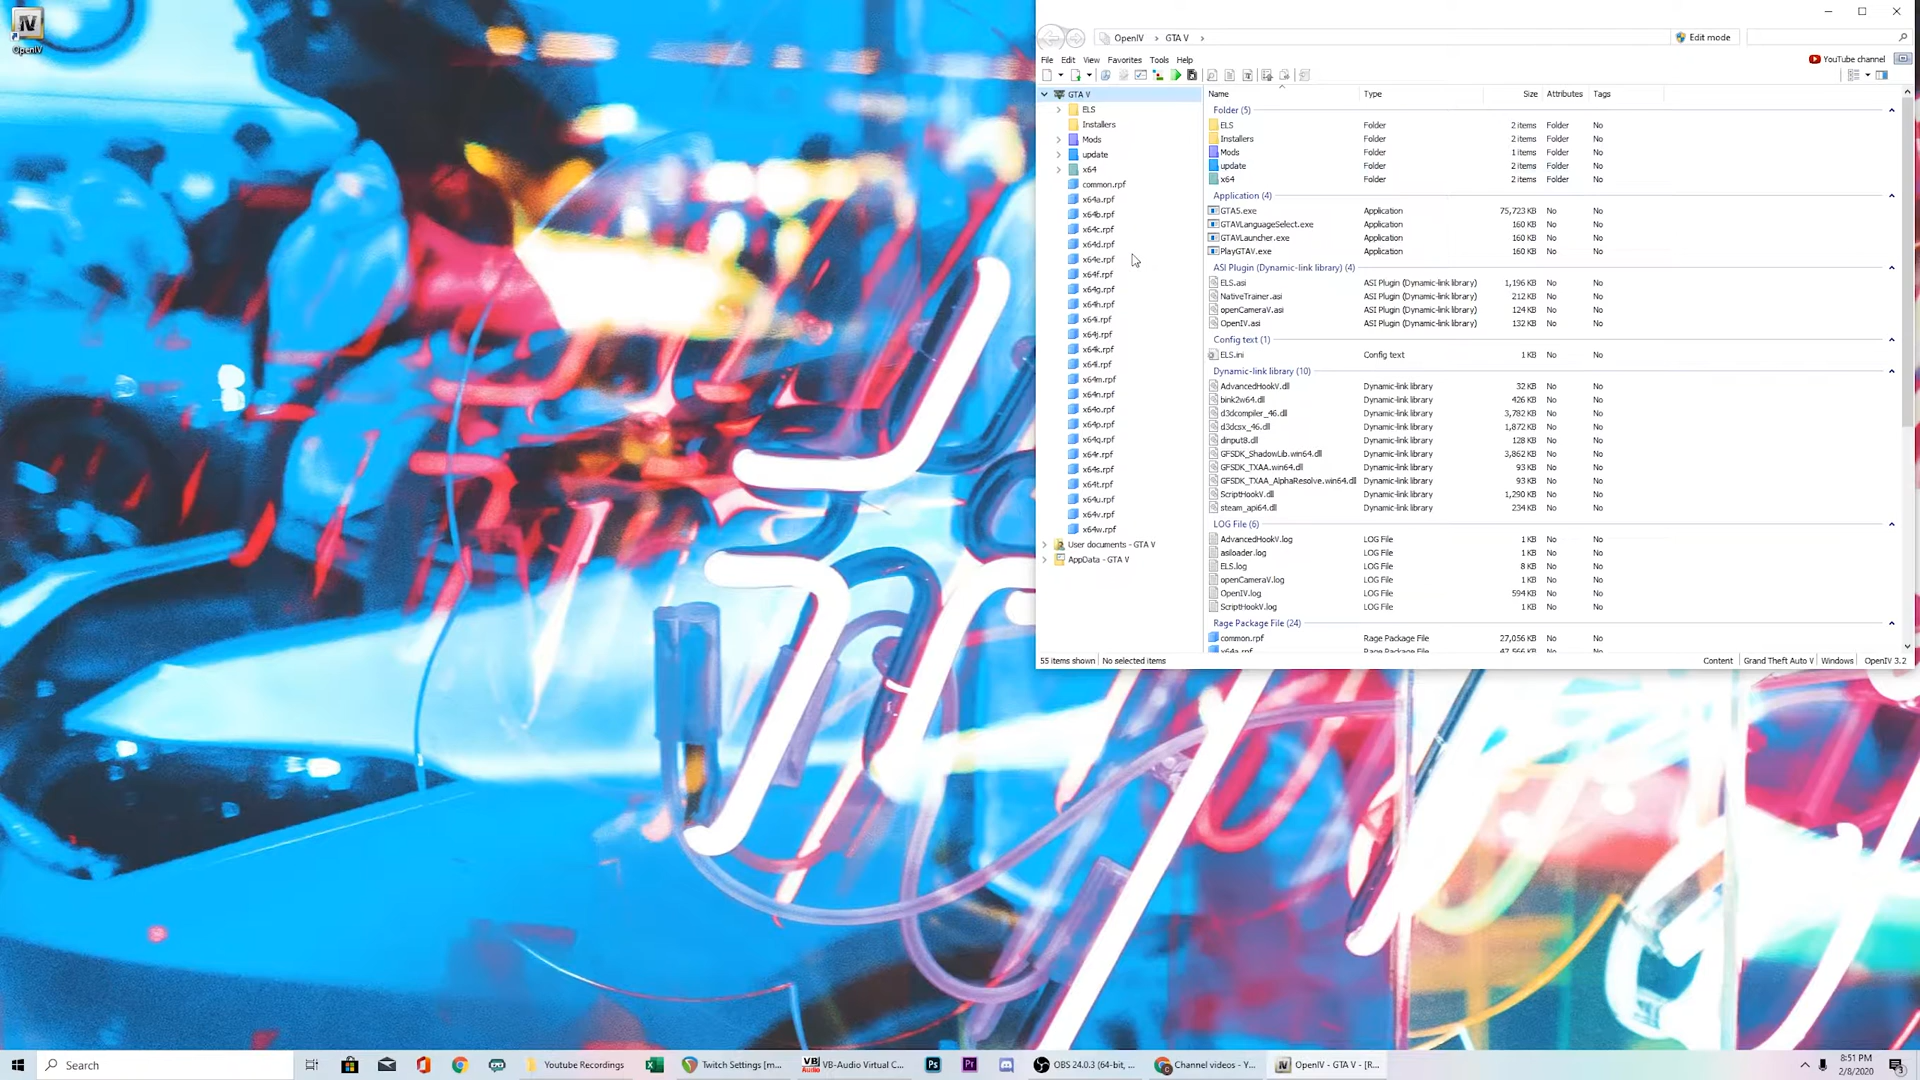 OpenIV
OpenIV › GTA V ›
Edit mode
File Edit View Favorites Tools Help
YouTube channel
GTA V
ELS
Installers
Mods
update
x64
common.rpf
x64a.rpf
x64b.rpf
x64c.rpf
x64d.rpf
x64e.rpf
x64f.rpf
x64g.rpf
x64h.rpf
x64i.rpf
x64j.rpf
x64k.rpf
x64l.rpf
x64m.rpf
x64n.rpf
x64o.rpf
x64p.rpf
x64q.rpf
x64r.rpf
x64s.rpf
x64t.rpf
x64u.rpf
x64v.rpf
x64w.rpf
User documents - GTA V
AppData - GTA V
Name Type Size Attributes Tags
Folder (5)
ELS Folder 2 items Folder No
Installers Folder 2 items Folder No
Mods Folder 1 items Folder No
update Folder 2 items Folder No
x64 Folder 2 items Folder No
Application (4)
GTA5.exe Application 75,723 KB No No
GTAVLanguageSelect.exe Application 160 KB No No
GTAVLauncher.exe Application 160 KB No No
PlayGTAV.exe Application 160 KB No No
ASI Plugin (Dynamic-link library) (4)
ELS.asi ASI Plugin (Dynamic-link library) 1,196 KB No No
NativeTrainer.asi ASI Plugin (Dynamic-link library) 212 KB No No
openCameraV.asi ASI Plugin (Dynamic-link library) 124 KB No No
OpenIV.asi ASI Plugin (Dynamic-link library) 132 KB No No
Config text (1)
ELS.ini Config text 1 KB No No
Dynamic-link library (10)
AdvancedHookV.dll Dynamic-link library 32 KB No No
bink2w64.dll Dynamic-link library 426 KB No No
d3dcompiler_46.dll Dynamic-link library 3,782 KB No No
d3dcsx_46.dll Dynamic-link library 1,872 KB No No
dinput8.dll Dynamic-link library 128 KB No No
GFSDK_ShadowLib.win64.dll Dynamic-link library 3,862 KB No No
GFSDK_TXAA.win64.dll Dynamic-link library 93 KB No No
GFSDK_TXAA_AlphaResolve.win64.dll Dynamic-link library 93 KB No No
ScriptHookV.dll Dynamic-link library 1,290 KB No No
steam_api64.dll Dynamic-link library 234 KB No No
LOG File (6)
AdvancedHookV.log LOG File 1 KB No No
asiloader.log LOG File 1 KB No No
ELS.log LOG File 8 KB No No
openCameraV.log LOG File 1 KB No No
OpenIV.log LOG File 594 KB No No
ScriptHookV.log LOG File 1 KB No No
Rage Package File (24)
common.rpf Rage Package File 27,056 KB No No
x64a.rpf Rage Package File 47,566 KB No No
55 items shown No selected items
Content Grand Theft Auto V Windows OpenIV 3.2
Search
Youtube Recordings
Twitch Settings [m...
VB-Audio Virtual C...
OBS 24.0.3 (64-bit, ...
Channel videos - Y...
OpenIV - GTA V - [R...
8:51 PM
2/8/2020